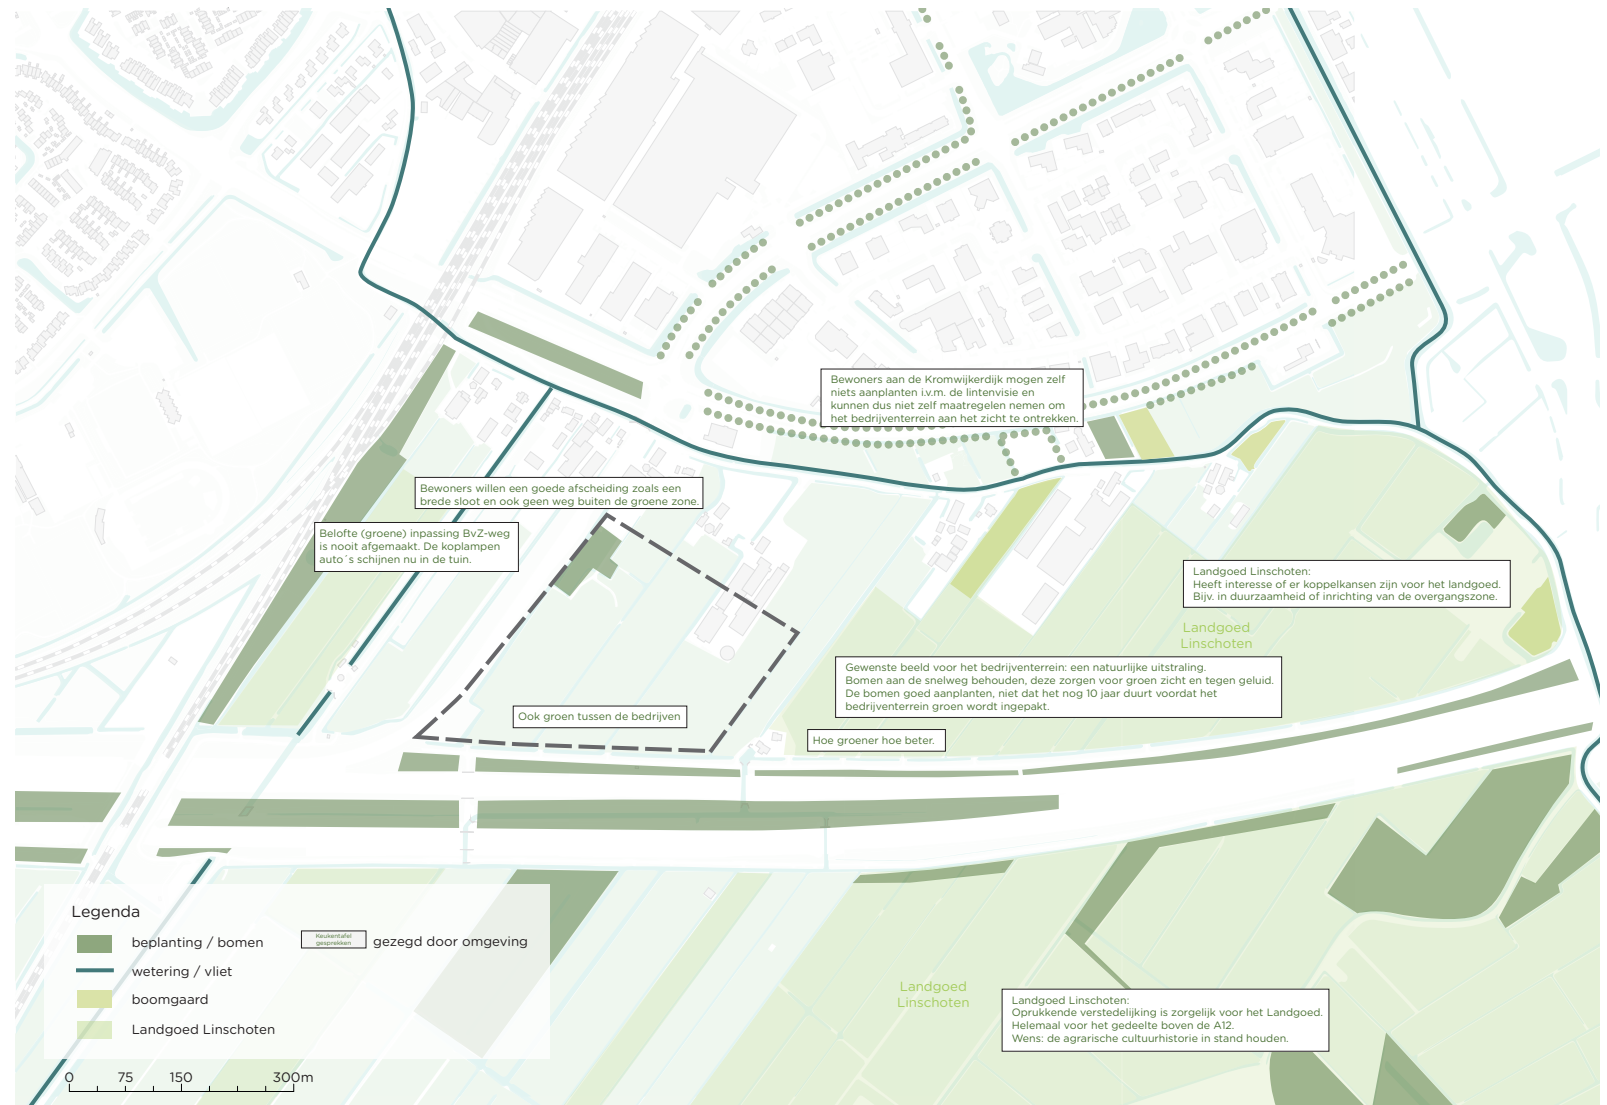 Bewoners aan de Kromwijkerdijk mogen zelf
niets aanplanten i.v.m. de lintenvisie en
kunnen dus niet zelf maatregelen nemen om
het bedrijventerrein aan het zicht te ontrekken.
Bewoners willen een goede afscheiding zoals een
brede sloot en ook geen weg buiten de groene zone.
Belofte (groene) inpassing BvZ-weg
is nooit afgemaakt. De koplampen
auto´s schijnen nu in de tuin.
Landgoed Linschoten:
Heeft interesse of er koppelkansen zijn voor het landgoed.
Bijv. in duurzaamheid of inrichting van de overgangszone.
Landgoed
Linschoten
Gewenste beeld voor het bedrijventerrein: een natuurlijke uitstraling.
Bomen aan de snelweg behouden, deze zorgen voor groen zicht en tegen geluid.
De bomen goed aanplanten, niet dat het nog 10 jaar duurt voordat het
bedrijventerrein groen wordt ingepakt.
Ook groen tussen de bedrijven
Hoe groener hoe beter.
Legenda
beplanting / bomen
Keukentafel
gesprekken
gezegd door omgeving
wetering / vliet
boomgaard
Landgoed Linschoten
Landgoed
Linschoten
Landgoed Linschoten:
Oprukkende verstedelijking is zorgelijk voor het Landgoed.
Helemaal voor het gedeelte boven de A12.
Wens: de agrarische cultuurhistorie in stand houden.
0 75 150 300m